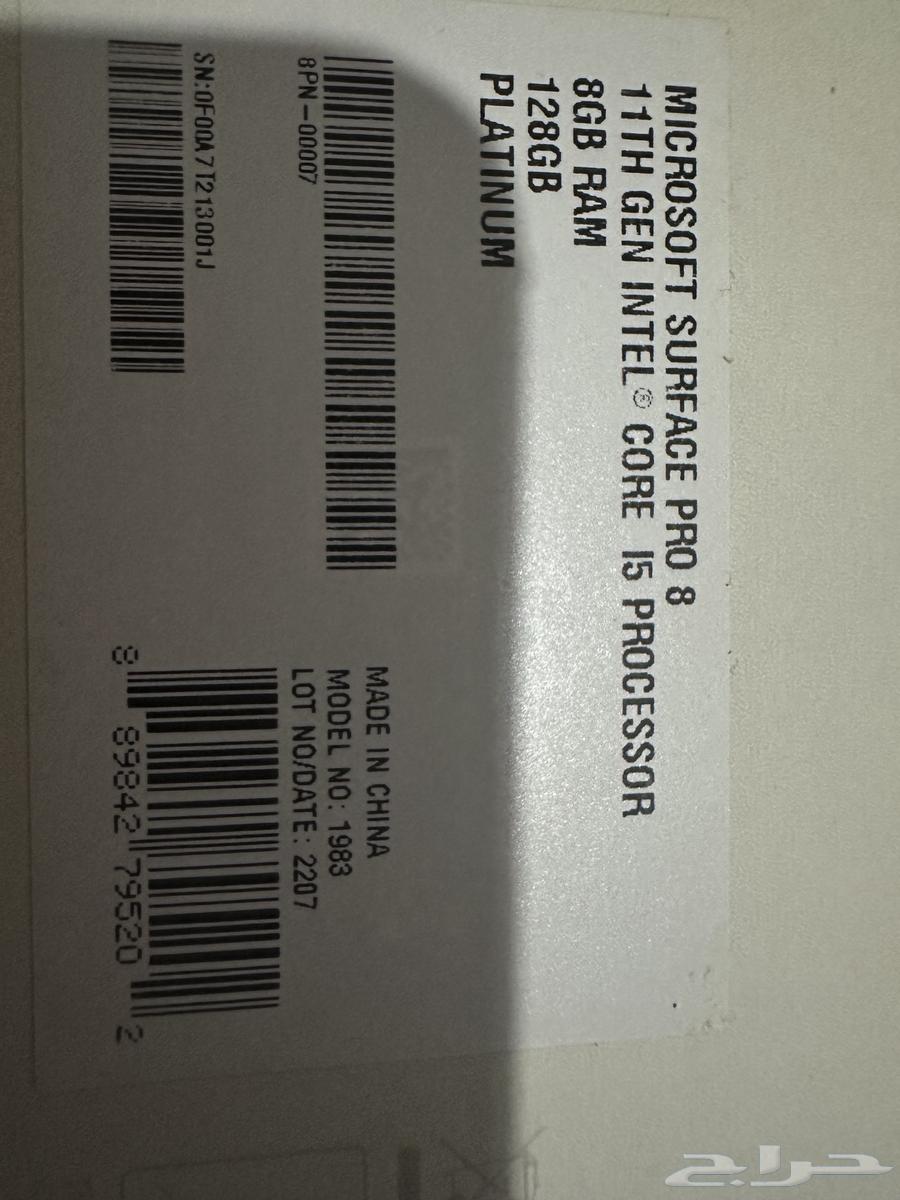 MICROSOFT SURFACE PRO 8
11TH GEN INTEL® CORE I5 PROCESSOR
8GB RAM
128GB
PLATINUM
8PN-00007
SN:0F00A7T213001J
MADE IN CHINA
MODEL NO: 1983
LOT NO/DATE: 2207
8 89842 79520 2
حراج